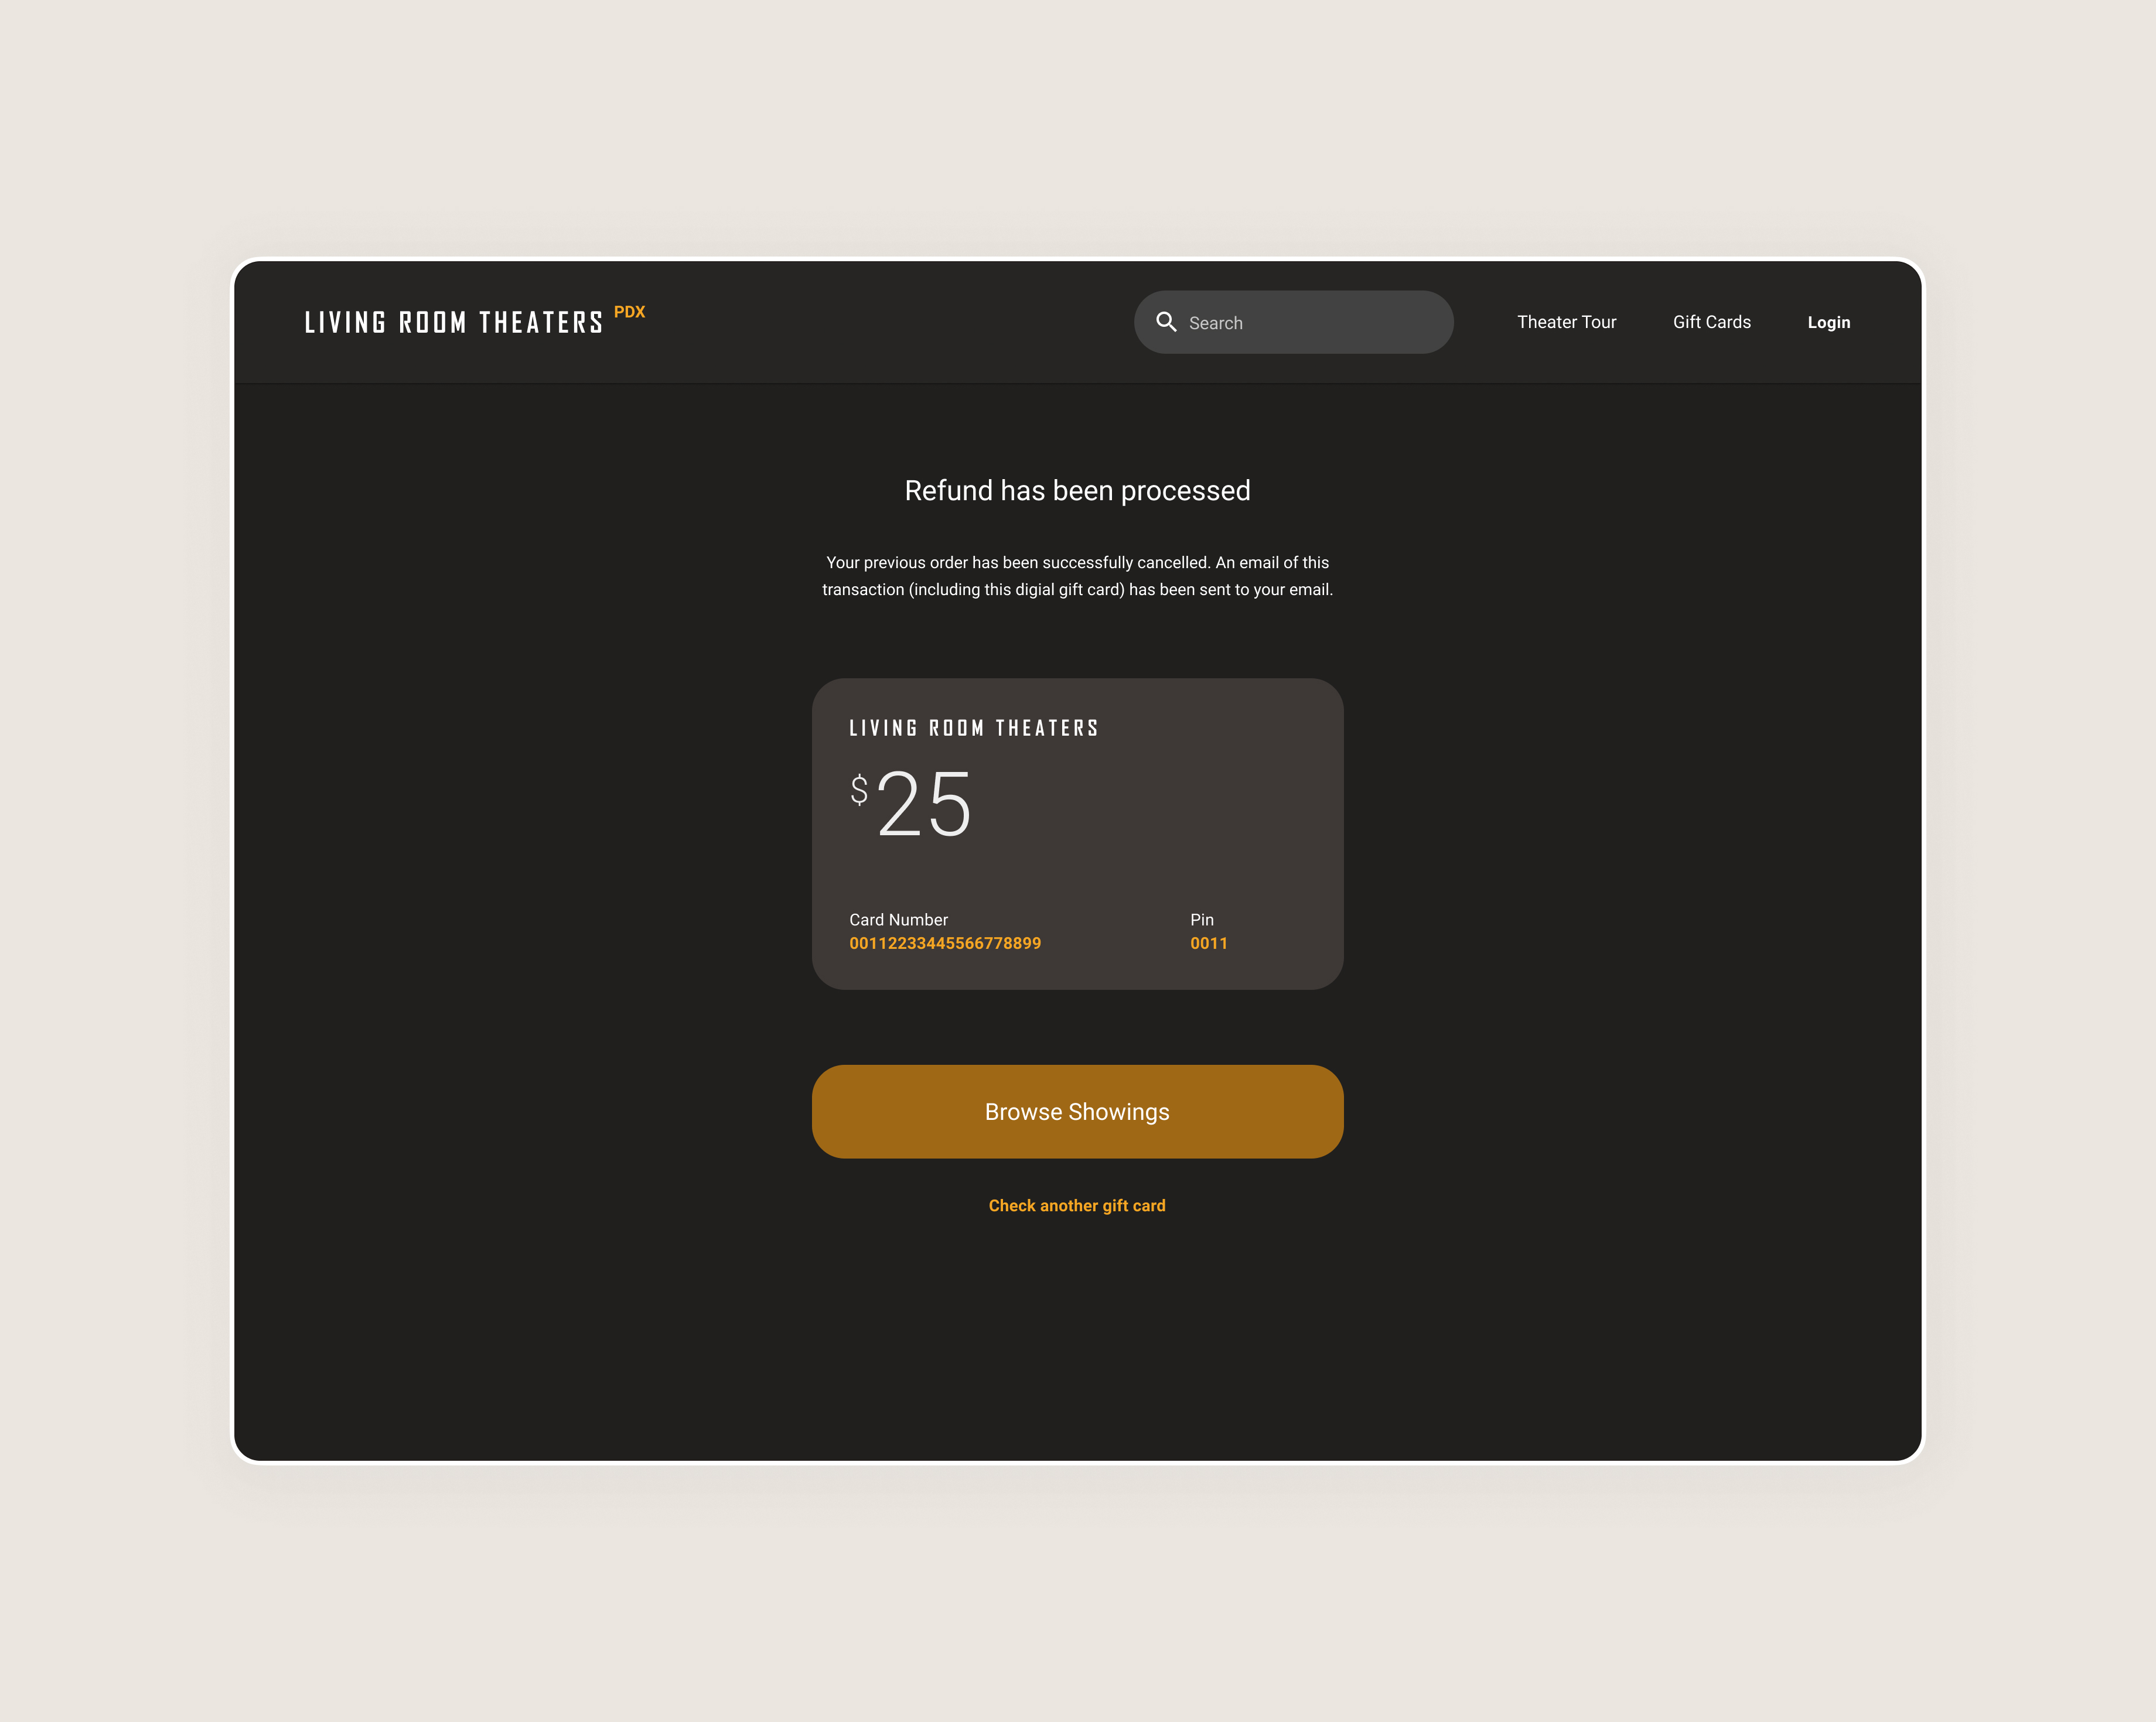 LIVING ROOM THEATERS PDX
Search
Theater Tour
Gift Cards
Login
Refund has been processed
Your previous order has been successfully cancelled. An email of this
transaction (including this digial gift card) has been sent to your email.
LIVING ROOM THEATERS
$25
Card Number
Pin
00112233445566778899
0011
Browse Showings
Check another gift card